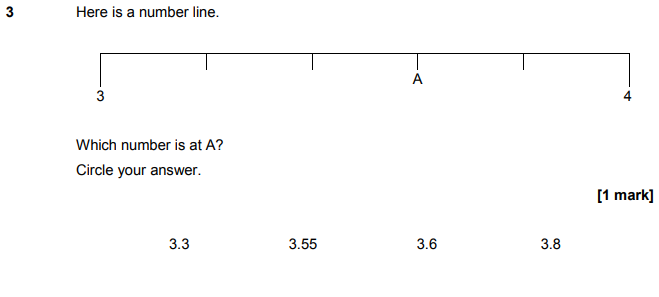 3 Here is a number line.
A
3 4
Which number is at A?
Circle your answer.
[1 mark]
3.3 3.55 3.6 3.8